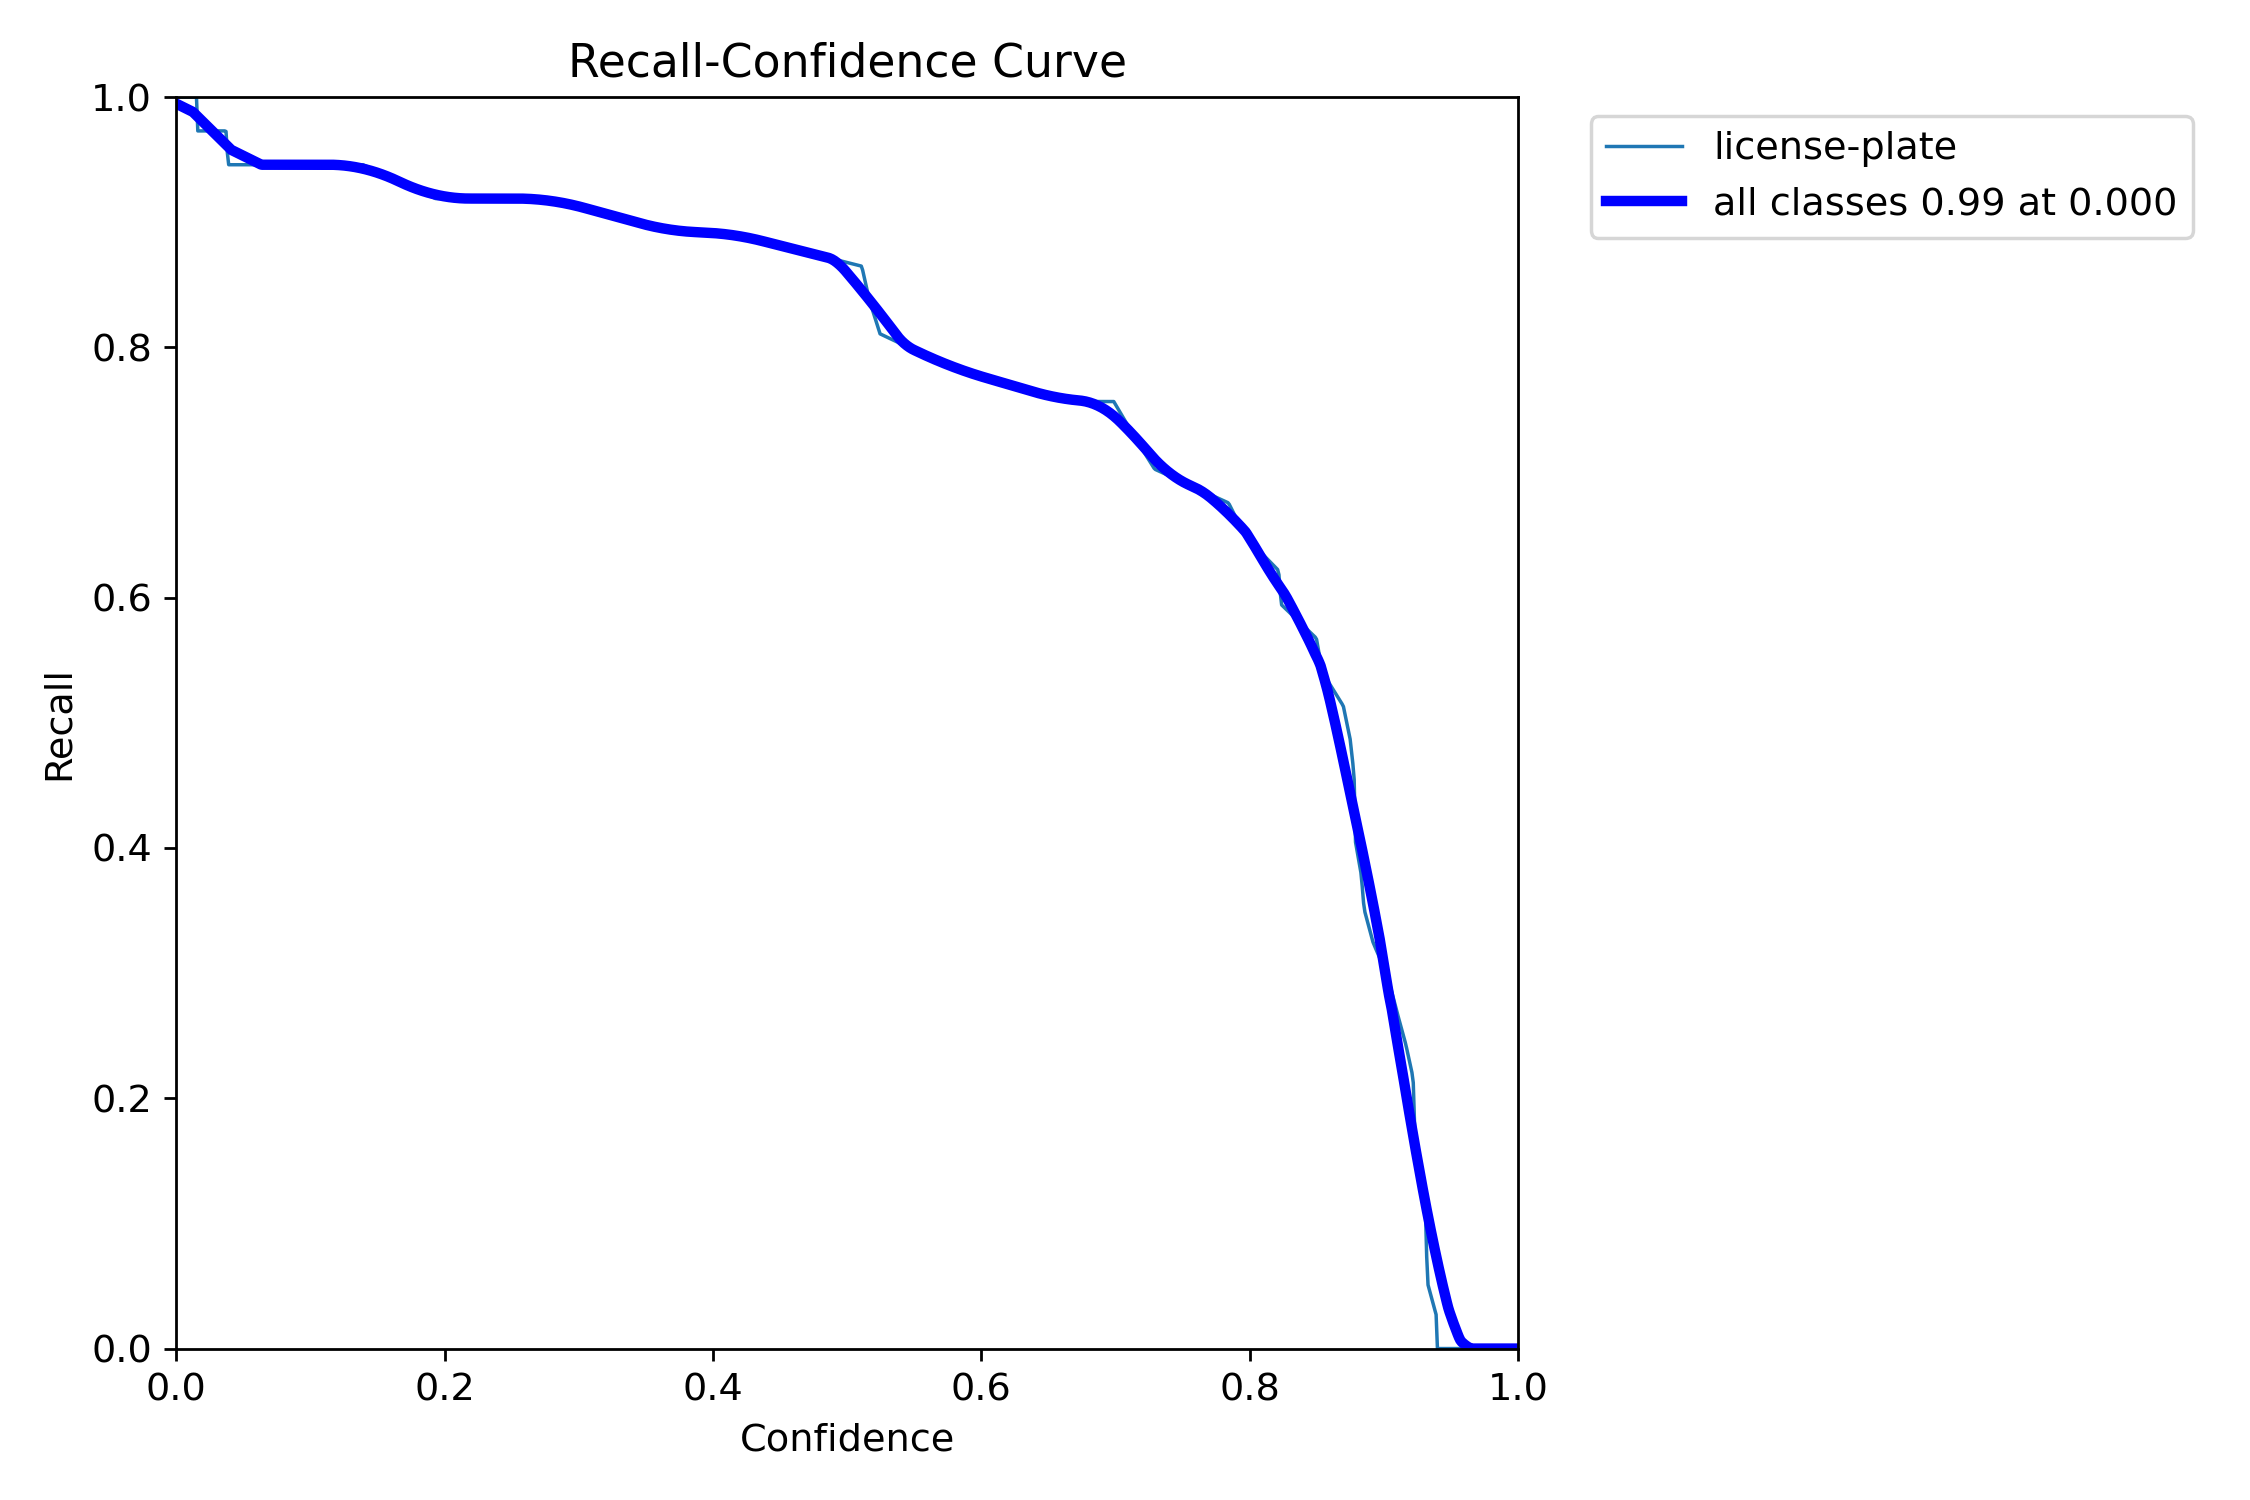 Recall-Confidence Curve
license-plate
all classes 0.99 at 0.000
1.0
0.8
0.6
0.4
0.2
0.0
Recall
0.0 0.2 0.4 0.6 0.8 1.0
Confidence